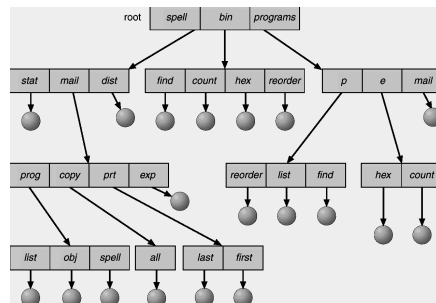 root spell bin programs
stat mail dist find count hex reorder p e mail
prog copy prt exp reorder list find hex count
list obj spell all last first